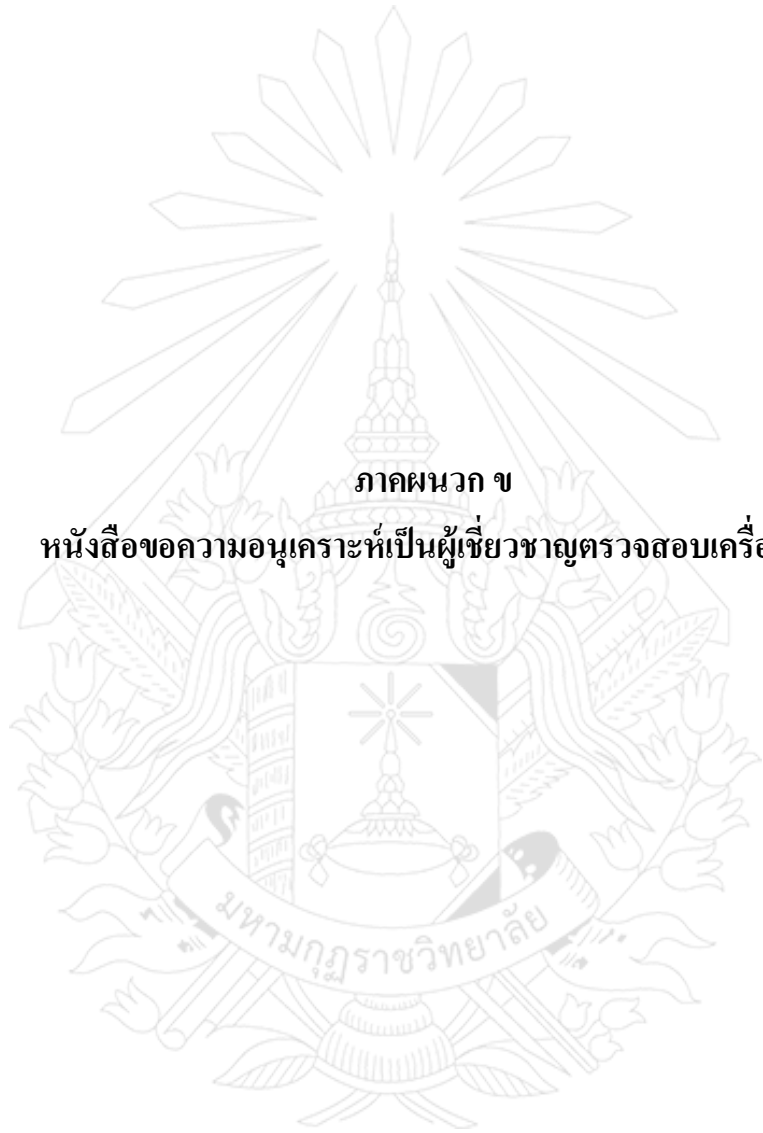 ภาคผนวก ข
หนังสือขอความอนุเคราะห์เป็นผู้เชี่ยวชาญตรวจสอบเครื่อ
มหามกุฏราชวิทยาลัย